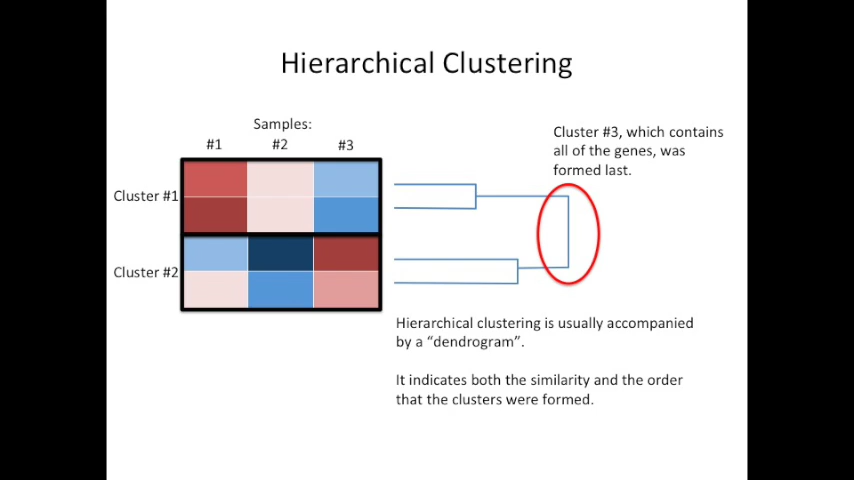 Hierarchical Clustering
Samples:
#1 #2 #3
Cluster #1
Cluster #2
Cluster #3, which contains
all of the genes, was
formed last.
Hierarchical clustering is usually accompanied
by a “dendrogram”.
It indicates both the similarity and the order
that the clusters were formed.